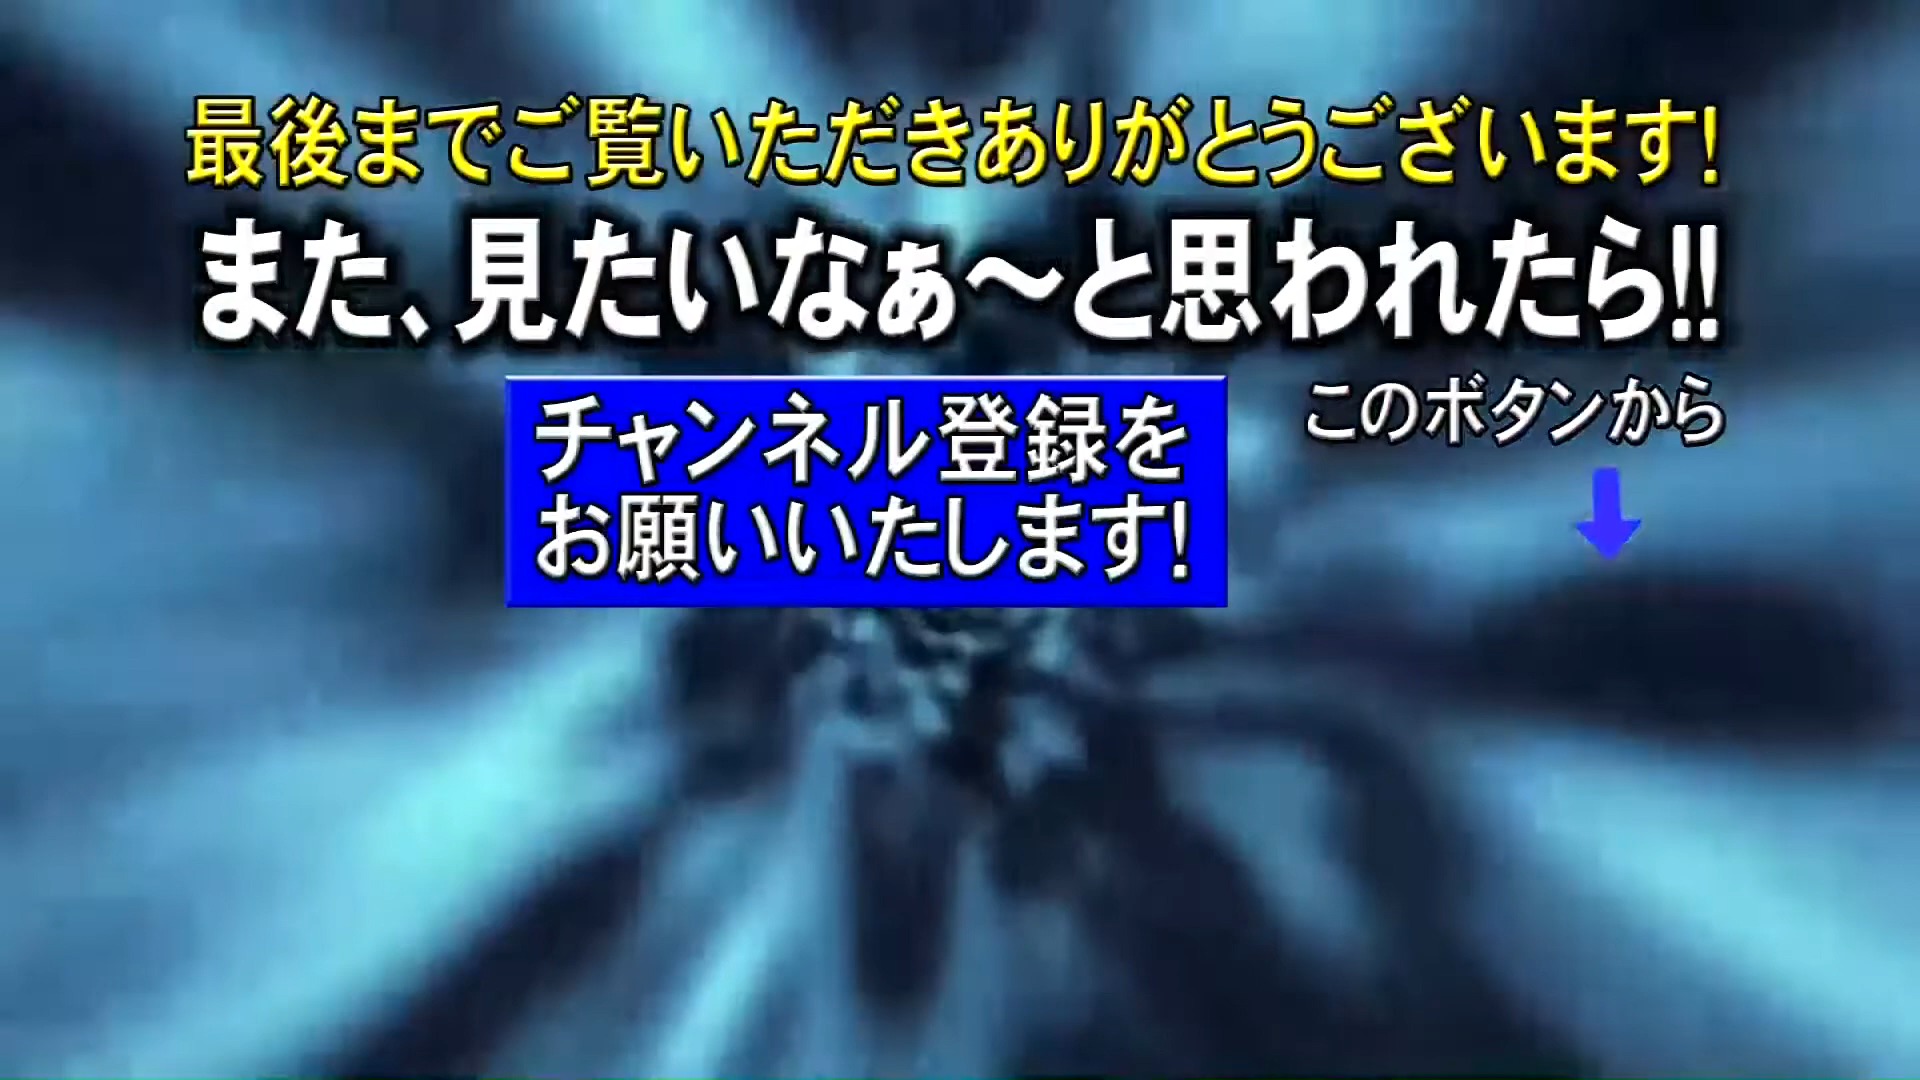 最後までご覧いただきありがとうございます!
また、見たいなぁ～と思われたら!!
チャンネル登録を
お願いいたします!
このボタンから